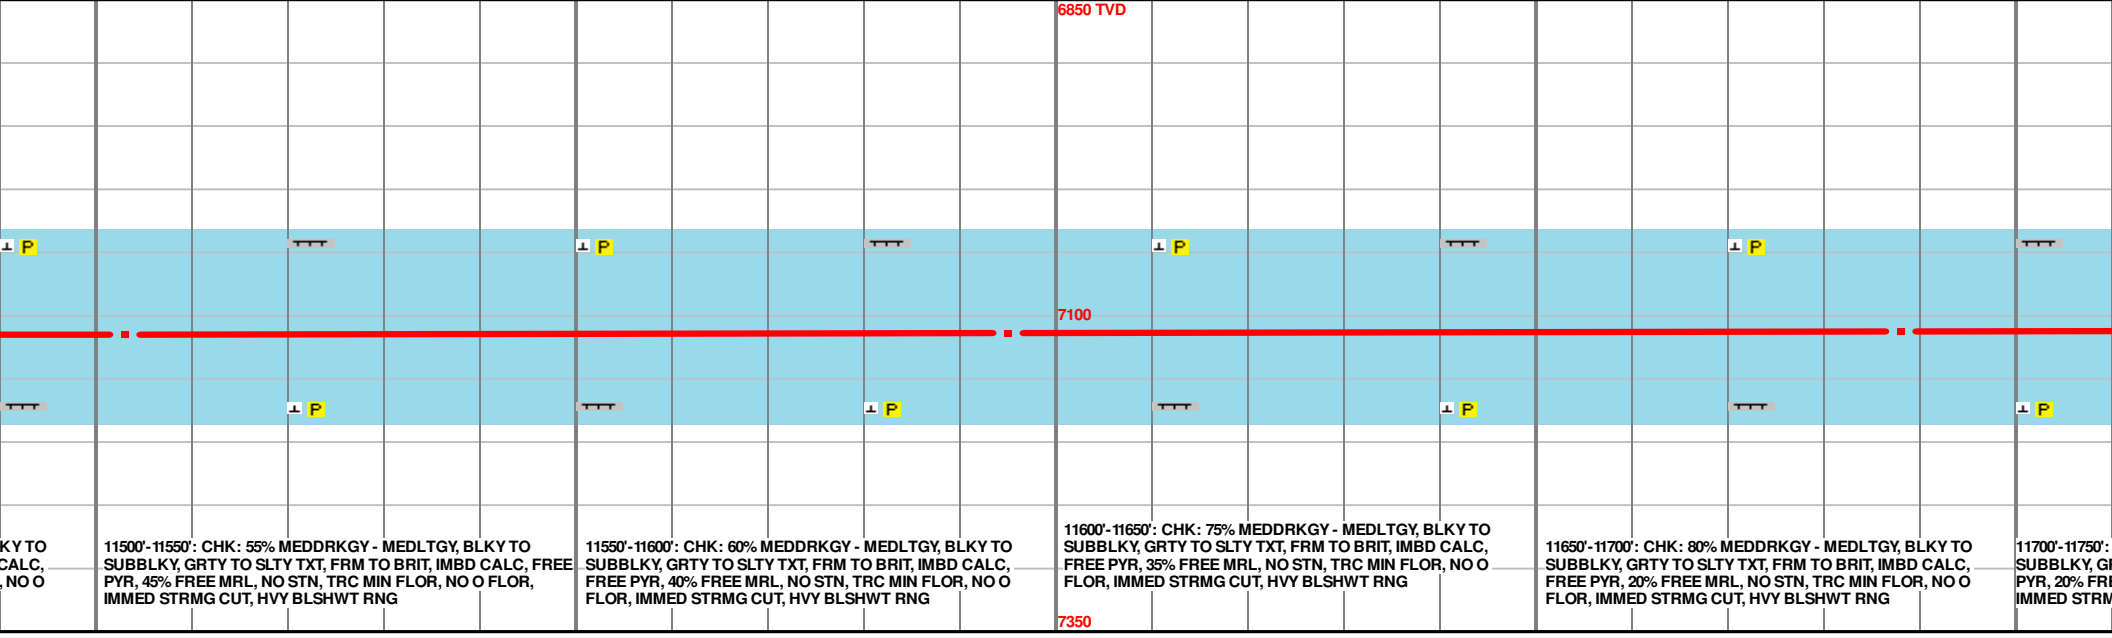 6850 TVD
P
P
P
P
7100
P
P
P
P
KY TO
CALC,
, NO O
11500'-11550': CHK: 55% MEDDRKGY - MEDLTGY, BLKY TO
SUBBLKY, GRTY TO SLTY TXT, FRM TO BRIT, IMBD CALC, FREE
PYR, 45% FREE MRL, NO STN, TRC MIN FLOR, NO O FLOR,
IMMED STRMG CUT, HVY BLSHWT RNG
11550'-11600': CHK: 60% MEDDRKGY - MEDLTGY, BLKY TO
SUBBLKY, GRTY TO SLTY TXT, FRM TO BRIT, IMBD CALC,
FREE PYR, 40% FREE MRL, NO STN, TRC MIN FLOR, NO O
FLOR, IMMED STRMG CUT, HVY BLSHWT RNG
11600'-11650': CHK: 75% MEDDRKGY - MEDLTGY, BLKY TO
SUBBLKY, GRTY TO SLTY TXT, FRM TO BRIT, IMBD CALC,
FREE PYR, 35% FREE MRL, NO STN, TRC MIN FLOR, NO O
FLOR, IMMED STRMG CUT, HVY BLSHWT RNG
11650'-11700': CHK: 80% MEDDRKGY - MEDLTGY, BLKY TO
SUBBLKY, GRTY TO SLTY TXT, FRM TO BRIT, IMBD CALC,
FREE PYR, 20% FREE MRL, NO STN, TRC MIN FLOR, NO O
FLOR, IMMED STRMG CUT, HVY BLSHWT RNG
11700'-11750':
SUBBLKY, GR
PYR, 20% FRE
IMMED STRM
7350